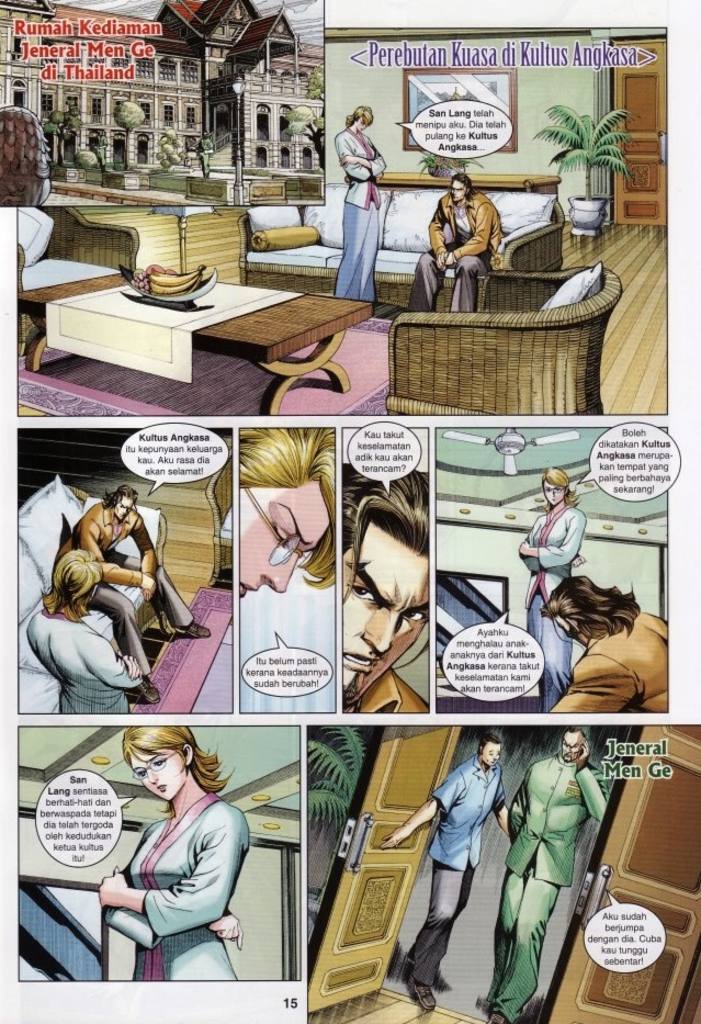 Rumah Kediaman
Jeneral Men Ge
di Thailand
<Perebutan Kuasa di Kultus Angkasa>
San Lang telah
menipu aku. Dia telah
pulang ke Kultus
Angkasa...
Kultus Angkasa
itu kepunyaan keluarga
kau. Aku rasa dia
akan selamat!
Itu belum pasti
kerana keadaannya
sudah berubah!
Kau takut
keselamatan
adik kau akan
terancam?
Boleh
dikatakan Kultus
Angkasa merupa-
kan tempat yang
paling berbahaya
sekarang!
Ayahku
menghalau anak-
anaknya dari Kultus
Angkasa kerana takut
keselamatan kami
akan terancam!
San
Lang sentiasa
berhati-hati dan
berwaspada tetapi
dia telah tergoda
oleh kedudukan
ketua kultus
itu!
Jeneral
Men Ge
Aku sudah
berjumpa
dengan dia. Cuba
kau tunggu
sebentar!
15